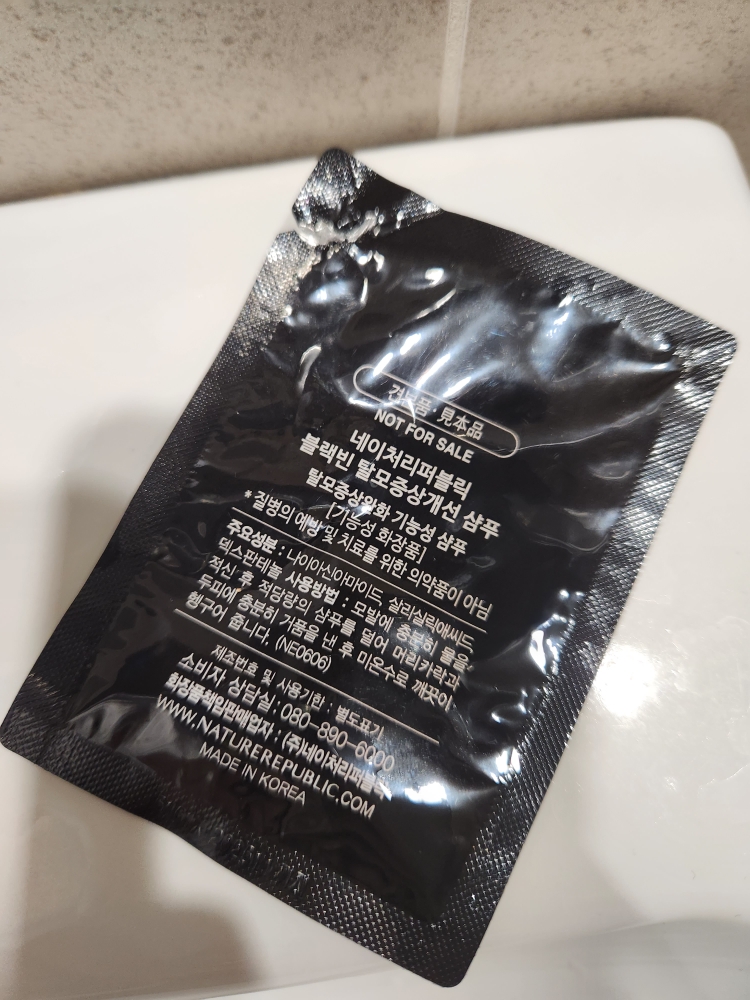 견본품·見本品
NOT FOR SALE
네이처리퍼블릭
블랙빈 탈모증상개선 샴푸
탈모증상완화 기능성 샴푸
[기능성 화장품]
* 질병의 예방 및 치료를 위한 의약품이 아님
주요성분 : 나이아신아마이드, 살리실릭애씨드,
덱스판테놀 사용방법 : 모발에 충분히 물을
적신 후 적당량의 샴푸를 덜어 머리카락과
두피에 충분히 거품을 낸 후 미온수로 깨끗이
헹구어 줍니다. (NE0606)
제조번호 및 사용기한 : 별도표기
소비자 상담실 : 080-890-6000
화장품책임판매업자 : (주)네이처리퍼블릭
WWW.NATUREREPUBLIC.COM
MADE IN KOREA